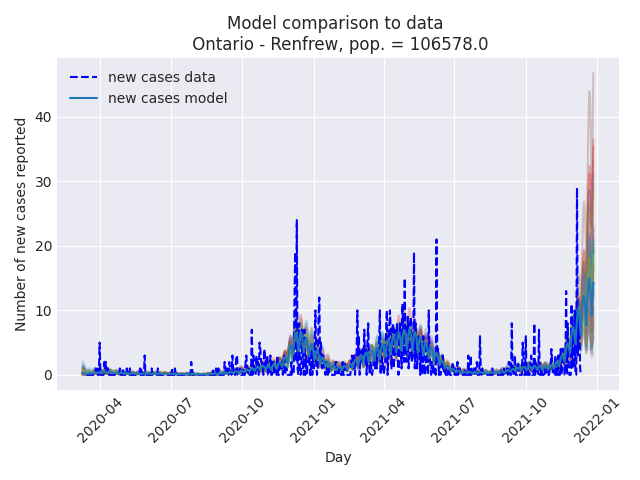 Model comparison to data
Ontario - Renfrew, pop. = 106578.0
new cases data
new cases model
Number of new cases reported
40
30
20
10
0
2020-04
2020-07
2020-10
2021-01
2021-04
2021-07
2021-10
2022-01
Day